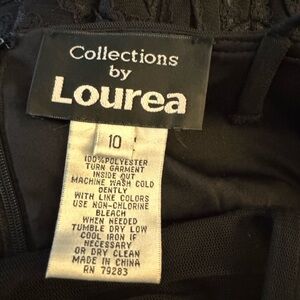 Collections
by
Lourea
10
100%POLYESTER
TURN GARMENT
INSIDE OUT
MACHINE WASH COLD
GENTLY
WITH LIKE COLORS
USE NON-CHLORINE
BLEACH
WHEN NEEDED
TUMBLE DRY LOW
COOL IRON IF
NECESSARY
OR DRY CLEAN
MADE IN CHINA
RN 79283